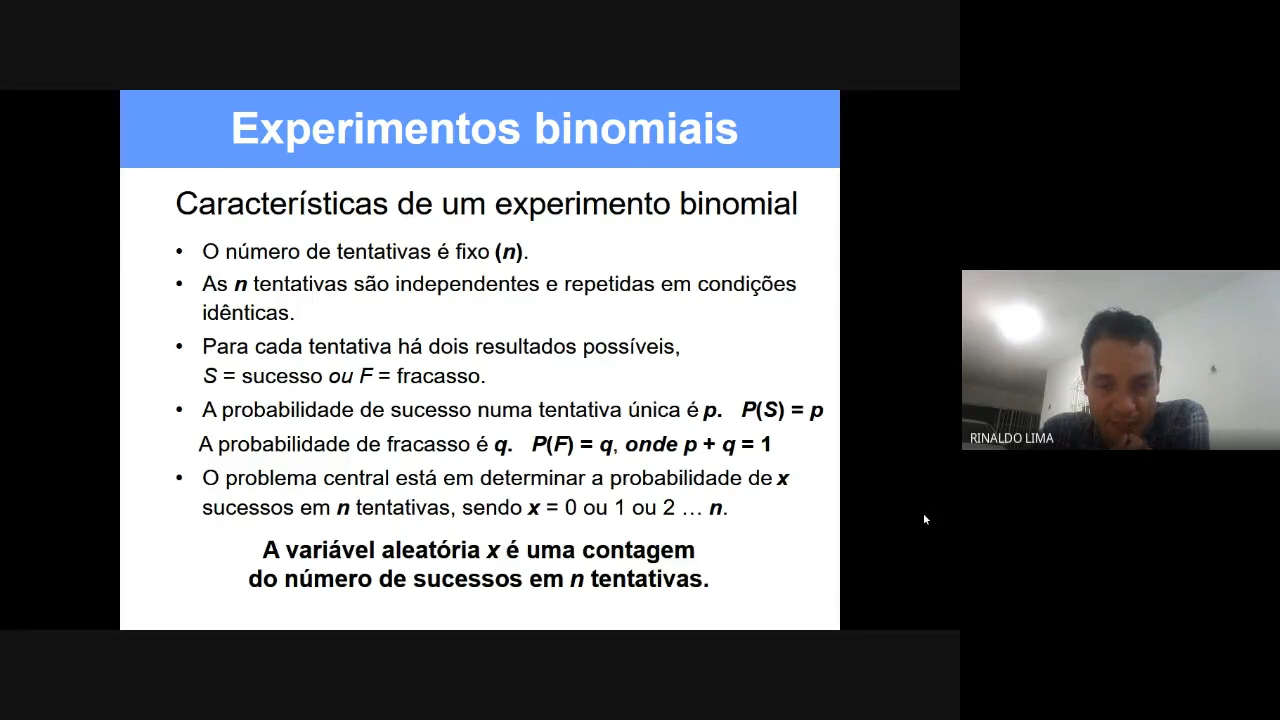 Experimentos binomiais
Características de um experimento binomial
• O número de tentativas é fixo (n).
• As n tentativas são independentes e repetidas em condições
idênticas.
• Para cada tentativa há dois resultados possíveis,
S = sucesso ou F = fracasso.
• A probabilidade de sucesso numa tentativa única é p. P(S) = p
A probabilidade de fracasso é q. P(F) = q, onde p + q = 1
• O problema central está em determinar a probabilidade de x
sucessos em n tentativas, sendo x = 0 ou 1 ou 2 … n.
A variável aleatória x é uma contagem
do número de sucessos em n tentativas.
RINALDO LIMA